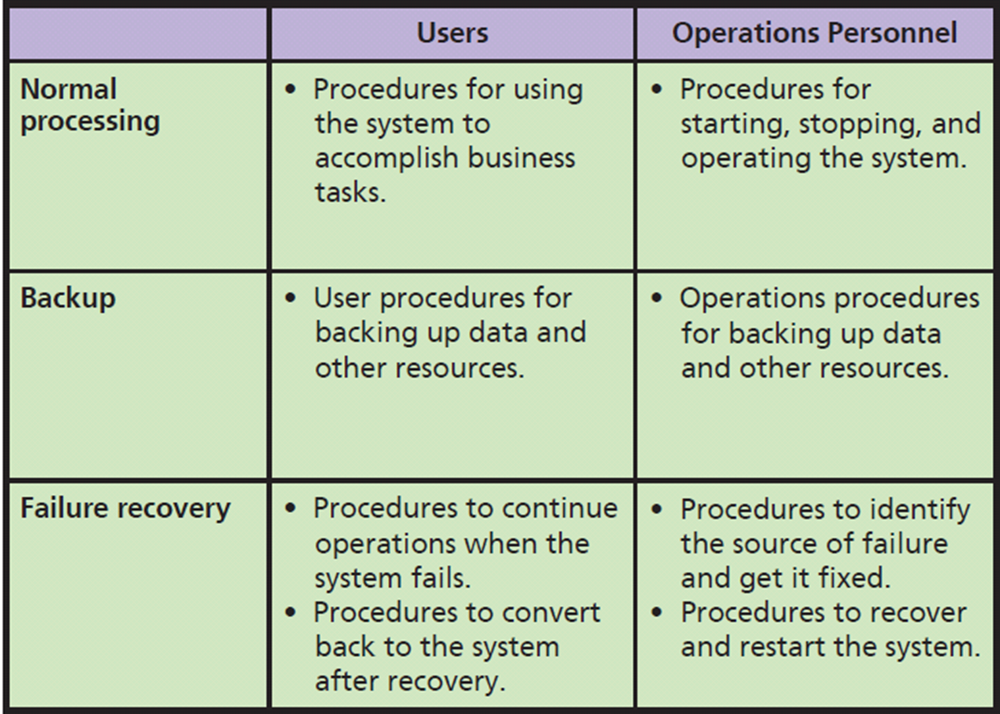 Users
Operations Personnel
Normal
processing
• Procedures for using
the system to
accomplish business
tasks.
• Procedures for
starting, stopping, and
operating the system.
Backup
• User procedures for
backing up data and
other resources.
• Operations procedures
for backing up data
and other resources.
Failure recovery
• Procedures to continue
operations when the
system fails.
• Procedures to convert
back to the system
after recovery.
• Procedures to identify
the source of failure
and get it fixed.
• Procedures to recover
and restart the system.